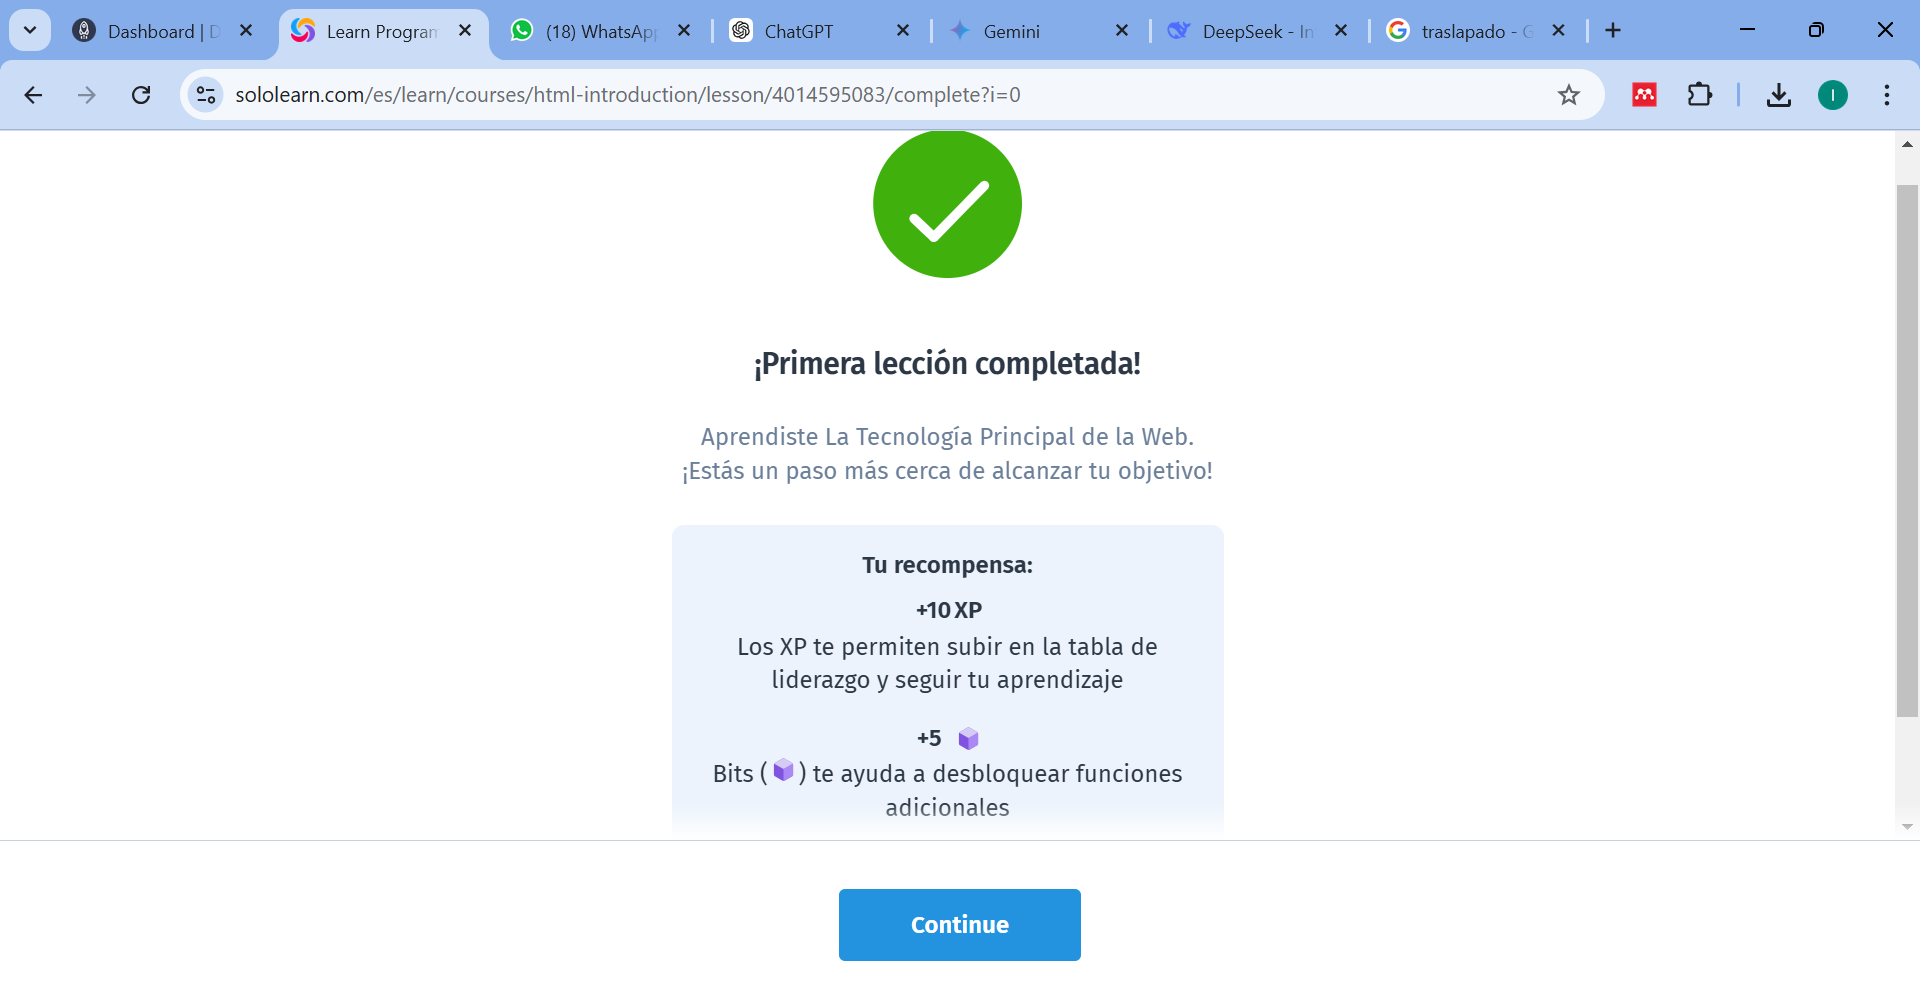 Dashboard | D
Learn Program
(18) WhatsApp
ChatGPT
Gemini
DeepSeek - In
traslapado - G
sololearn.com/es/learn/courses/html-introduction/lesson/4014595083/complete?i=0
I
¡Primera lección completada!
Aprendiste La Tecnología Principal de la Web.
¡Estás un paso más cerca de alcanzar tu objetivo!
Tu recompensa:
+10 XP
Los XP te permiten subir en la tabla de
liderazgo y seguir tu aprendizaje
+5
Bits ( ) te ayuda a desbloquear funciones
adicionales
Continue